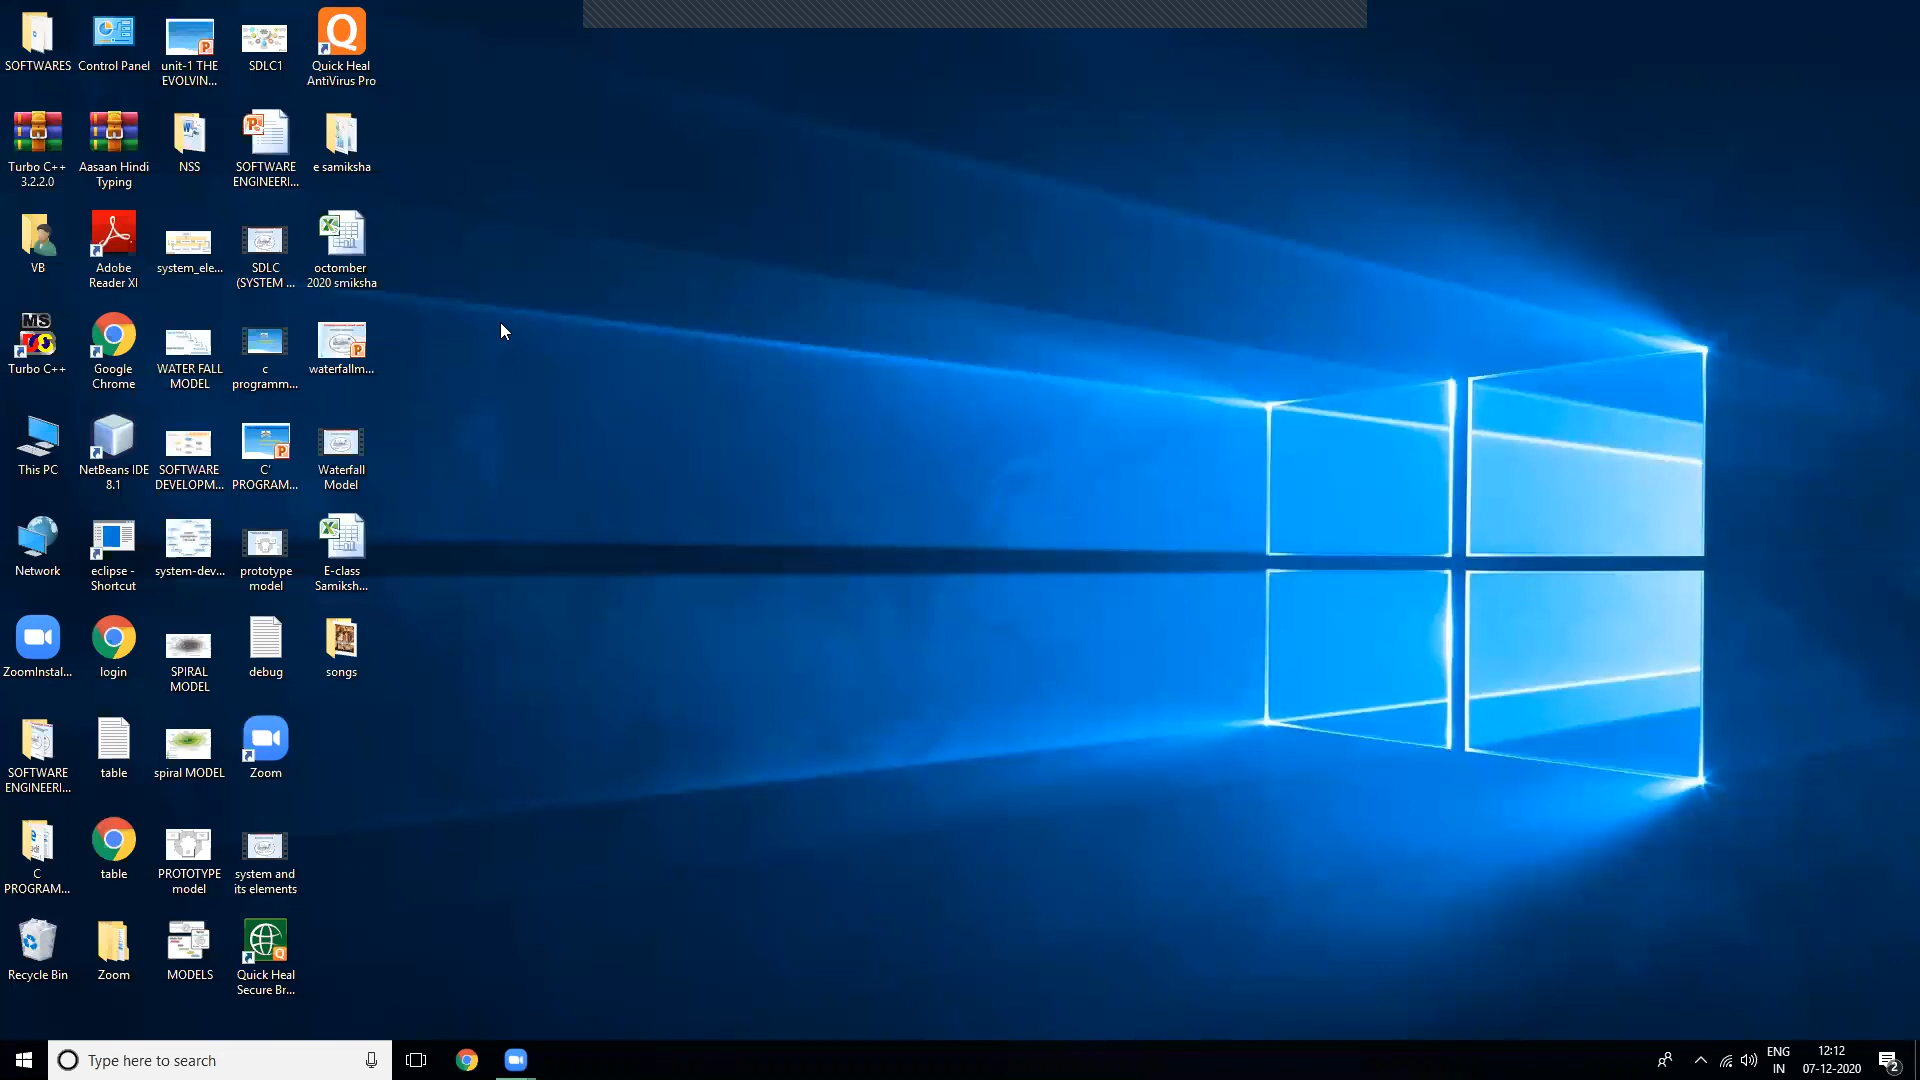 SOFTWARES
Control Panel
unit-1 THE
EVOLVIN...
SDLC1
Quick Heal
AntiVirus Pro
Turbo C++
3.2.2.0
Aasaan Hindi
Typing
NSS
SOFTWARE
ENGINEERI...
e samiksha
VB
Adobe
Reader XI
system_ele...
SDLC
(SYSTEM ...
octomber
2020 smiksha
MS
Turbo C++
Google
Chrome
WATER FALL
MODEL
c
programm...
waterfallm...
This PC
NetBeans IDE
8.1
SOFTWARE
DEVELOPM...
C'
PROGRAM...
Waterfall
Model
Network
eclipse -
Shortcut
system-dev...
prototype
model
E-class
Samiksh...
ZoomInstal...
login
SPIRAL
MODEL
debug
songs
SOFTWARE
ENGINEERI...
table
spiral MODEL
Zoom
C
PROGRAM...
table
PROTOTYPE
model
system and
its elements
Recycle Bin
Zoom
MODELS
Quick Heal
Secure Br...
Type here to search
ENG
IN
12:12
07-12-2020
2